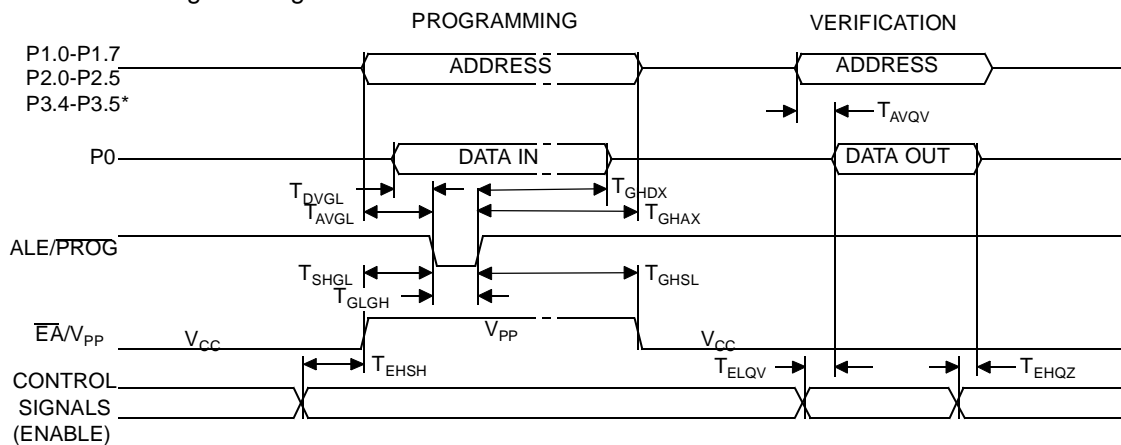 PROGRAMMING VERIFICATION
P1.0-P1.7
P2.0-P2.5
P3.4-P3.5*
ADDRESS ADDRESS
TAVQV
P0 DATA IN DATA OUT
TDVGL TGHDX
TAVGL TGHAX
ALE/PROG
TSHGL TGHSL
TGLGH
EA/VPP VCC VPP VCC
TEHSH TELQV TEHQZ
CONTROL
SIGNALS
(ENABLE)